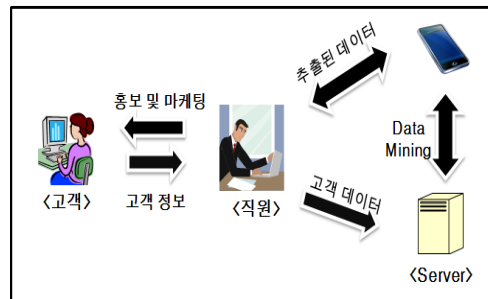 추출된 데이터
홍보 및 마케팅
Data
Mining
고객 데이터
<고객>
고객 정보
<직원>
<Server>